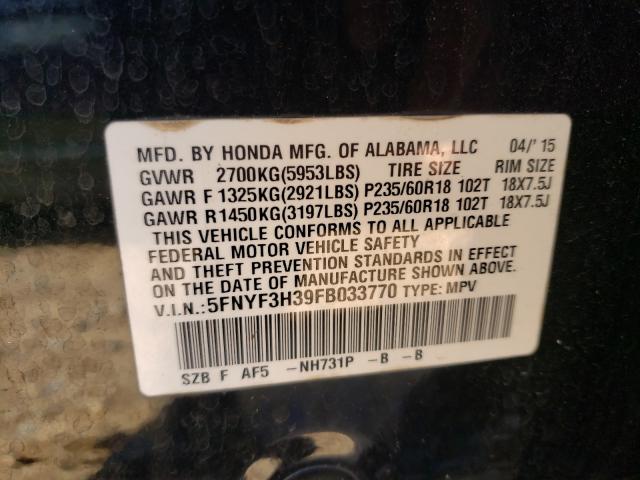 MFD. BY HONDA MFG. OF ALABAMA, LLC 04/' 15
GVWR 2700KG(5953LBS) TIRE SIZE RIM SIZE
GAWR F 1325KG(2921LBS) P235/60R18 102T 18X7.5J
GAWR R1450KG(3197LBS) P235/60R18 102T 18X7.5J
THIS VEHICLE CONFORMS TO ALL APPLICABLE
FEDERAL MOTOR VEHICLE SAFETY
AND THEFT PREVENTION STANDARDS IN EFFECT
ON THE DATE OF MANUFACTURE SHOWN ABOVE.
V.I.N.: 5FNYF3H39FB033770 TYPE: MPV
SZB F AF5 -NH731P -B -B